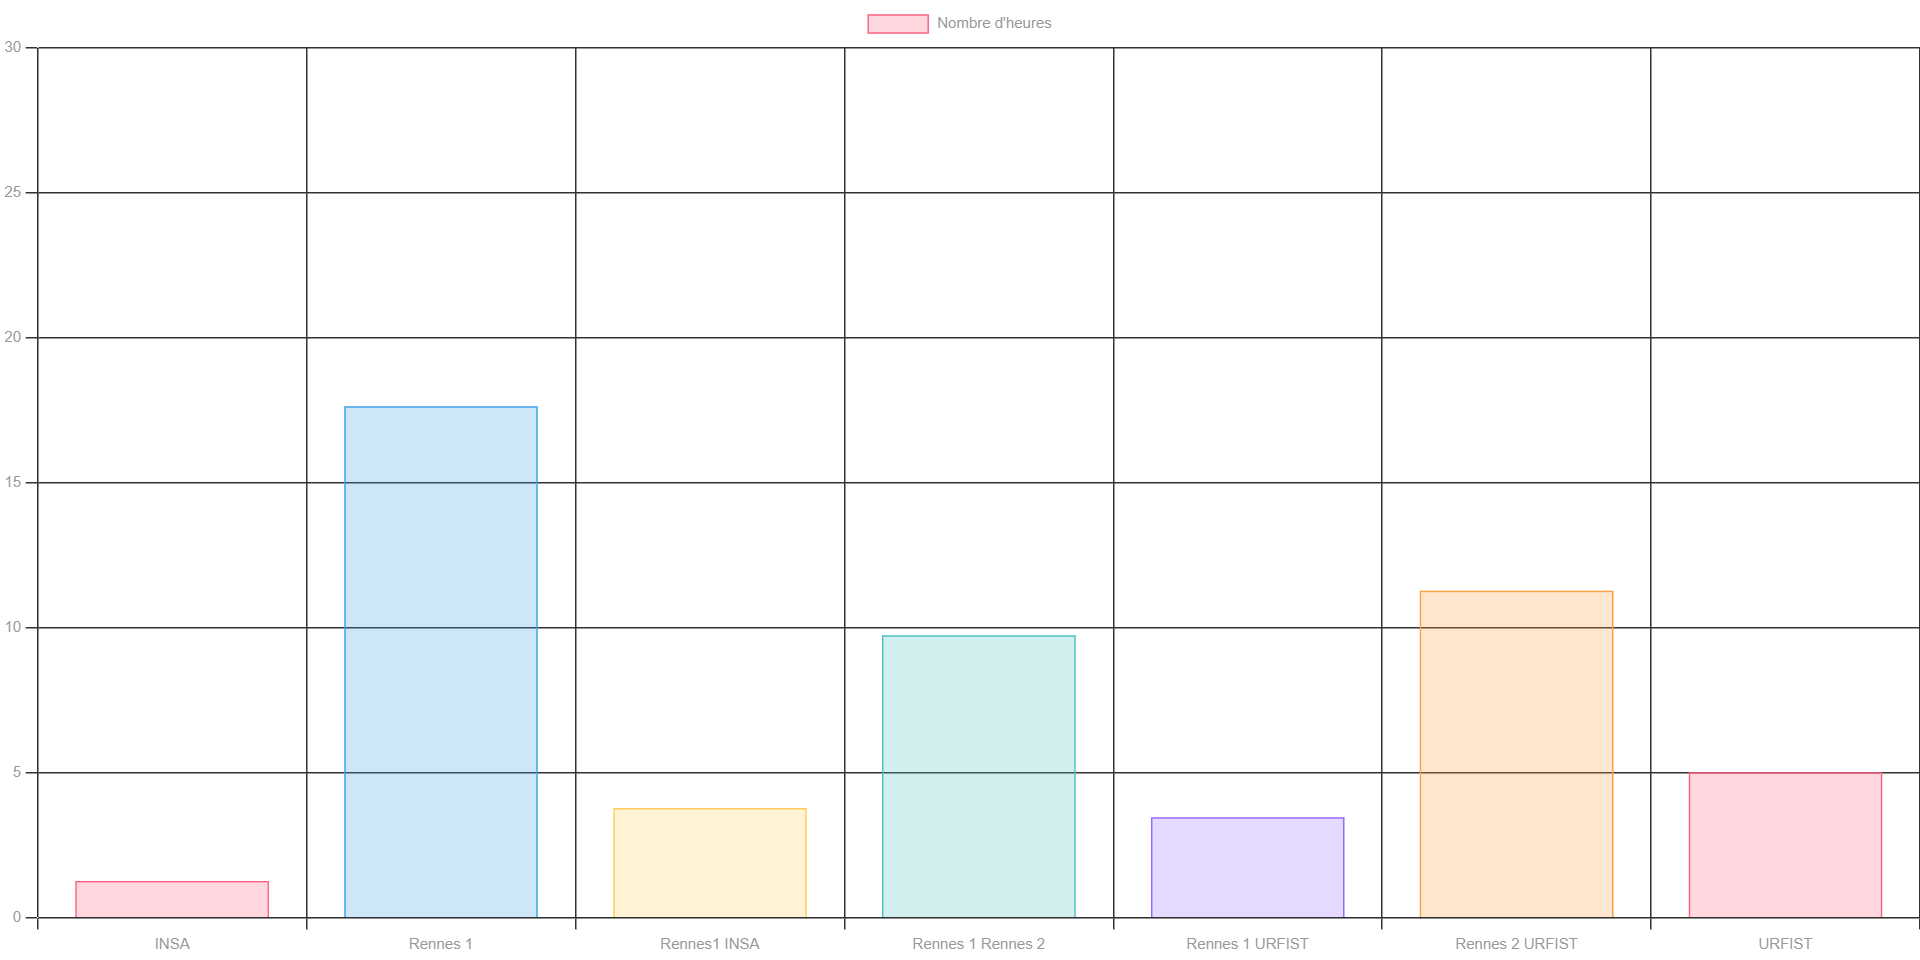 Nombre d'heures
30
25
20
15
10
5
0
INSA
Rennes 1
Rennes1 INSA
Rennes 1 Rennes 2
Rennes 1 URFIST
Rennes 2 URFIST
URFIST